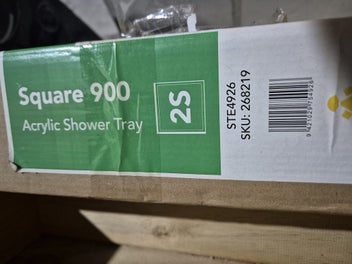 Square 900
Acrylic Shower Tray
2S
STE4926
SKU: 268219